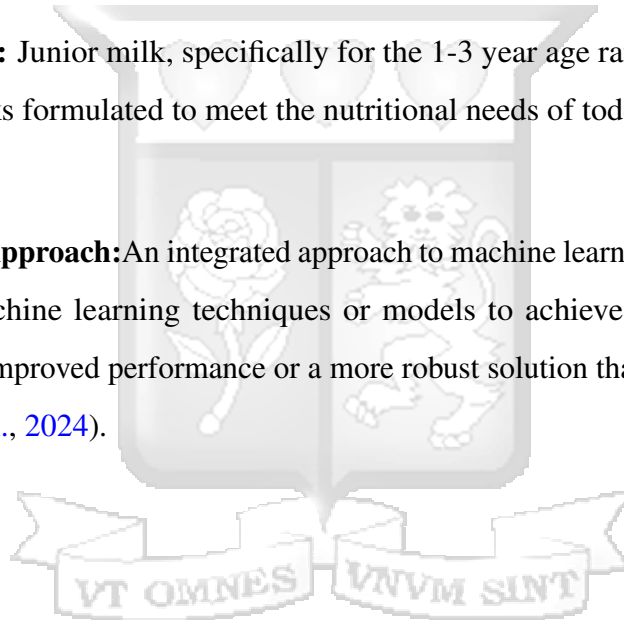 : Junior milk, specifically for the 1-3 year age ra
s formulated to meet the nutritional needs of tod
pproach:An integrated approach to machine learn
chine learning techniques or models to achieve
mproved performance or a more robust solution tha
., 2024).
VT OMNES VNVM SINT